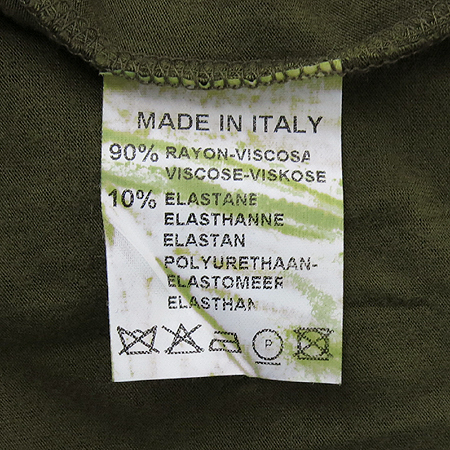 MADE IN ITALY
90% RAYON-VISCOSA
VISCOSE-VISKOSE
10% ELASTANE
ELASTHANNE
ELASTAN
POLYURETHAAN-
ELASTOMEER
ELASTHAN
P